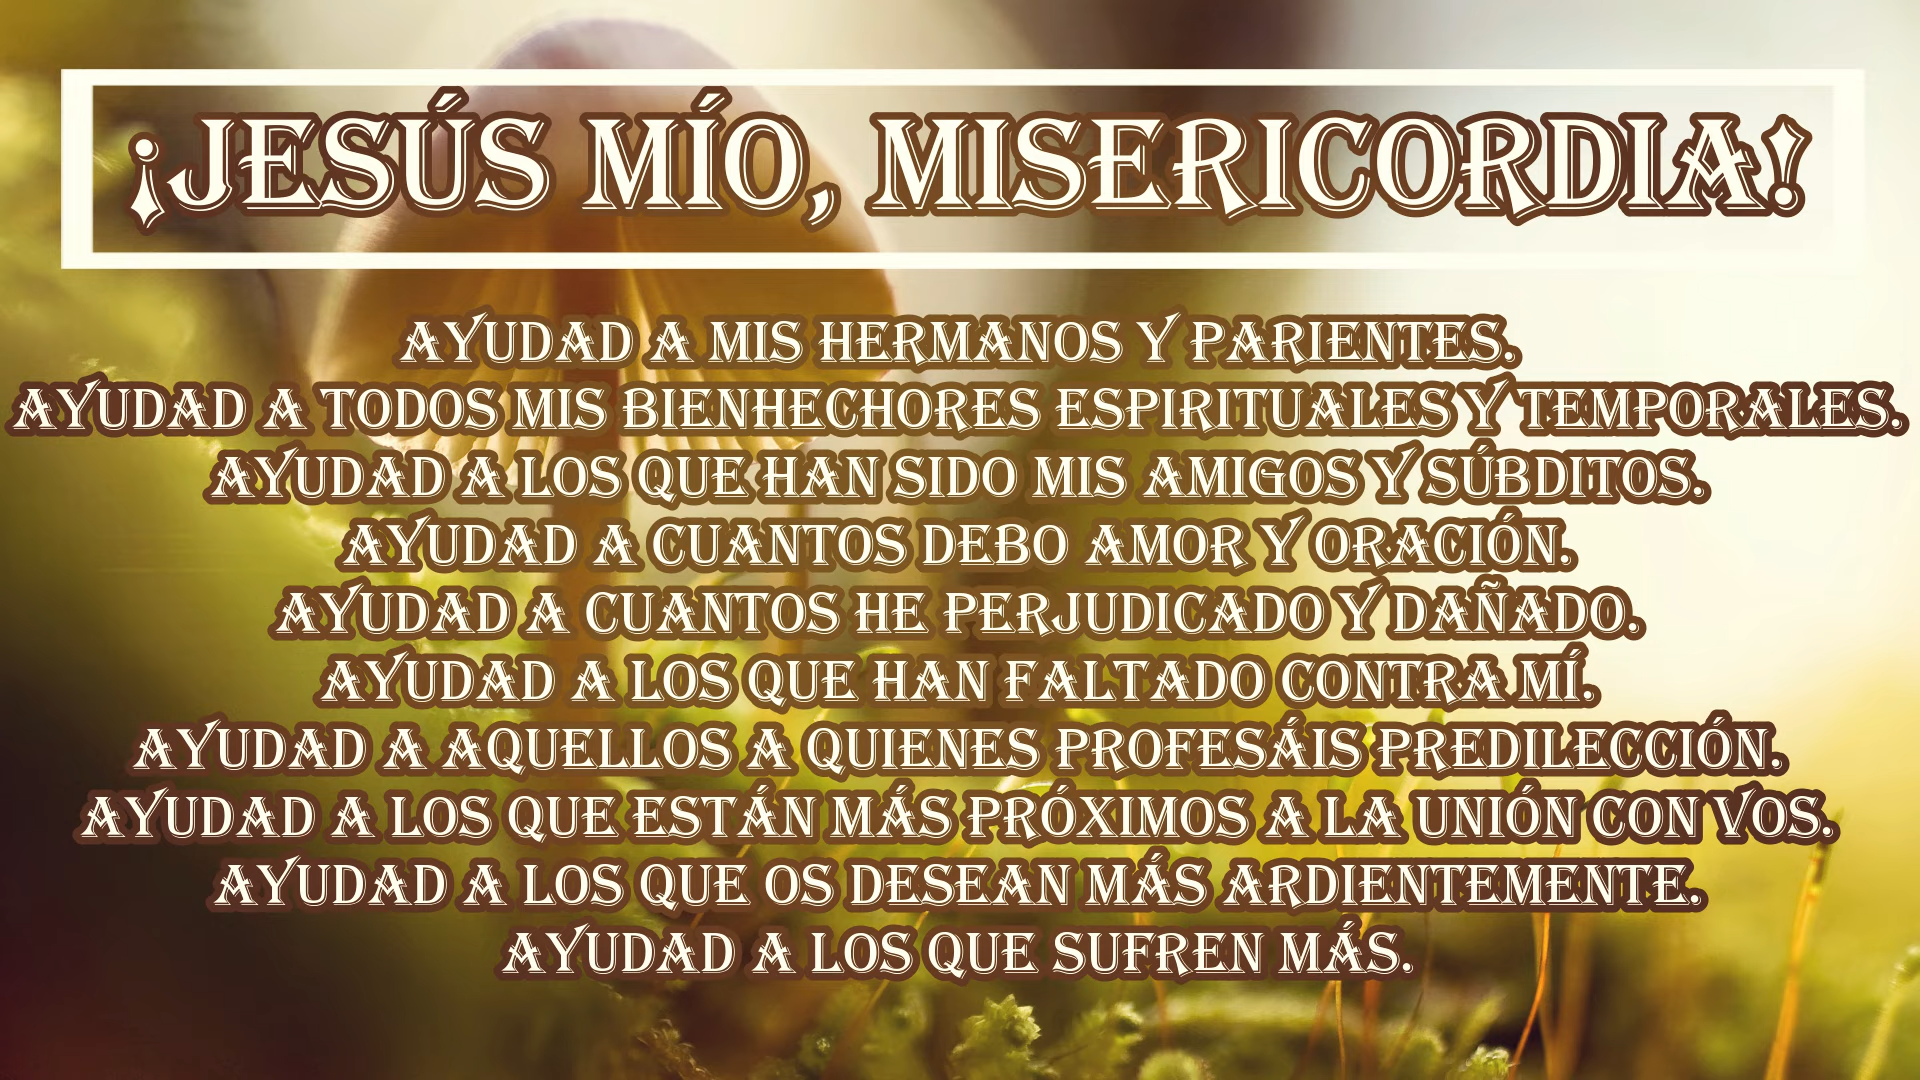 ¡JESÚS MÍO, MISERICORDIA!
AYUDAD A MIS HERMANOS Y PARIENTES.
AYUDAD A TODOS MIS BIENHECHORES ESPIRITUALES Y TEMPORALES.
AYUDAD A LOS QUE HAN SIDO MIS AMIGOS Y SÚBDITOS.
AYUDAD A CUANTOS DEBO AMOR Y ORACIÓN.
AYUDAD A CUANTOS HE PERJUDICADO Y DAÑADO.
AYUDAD A LOS QUE HAN FALTADO CONTRA MÍ.
AYUDAD A AQUELLOS A QUIENES PROFESÁIS PREDILECCIÓN.
AYUDAD A LOS QUE ESTÁN MÁS PRÓXIMOS A LA UNIÓN CON VOS.
AYUDAD A LOS QUE OS DESEAN MÁS ARDIENTEMENTE.
AYUDAD A LOS QUE SUFREN MÁS.